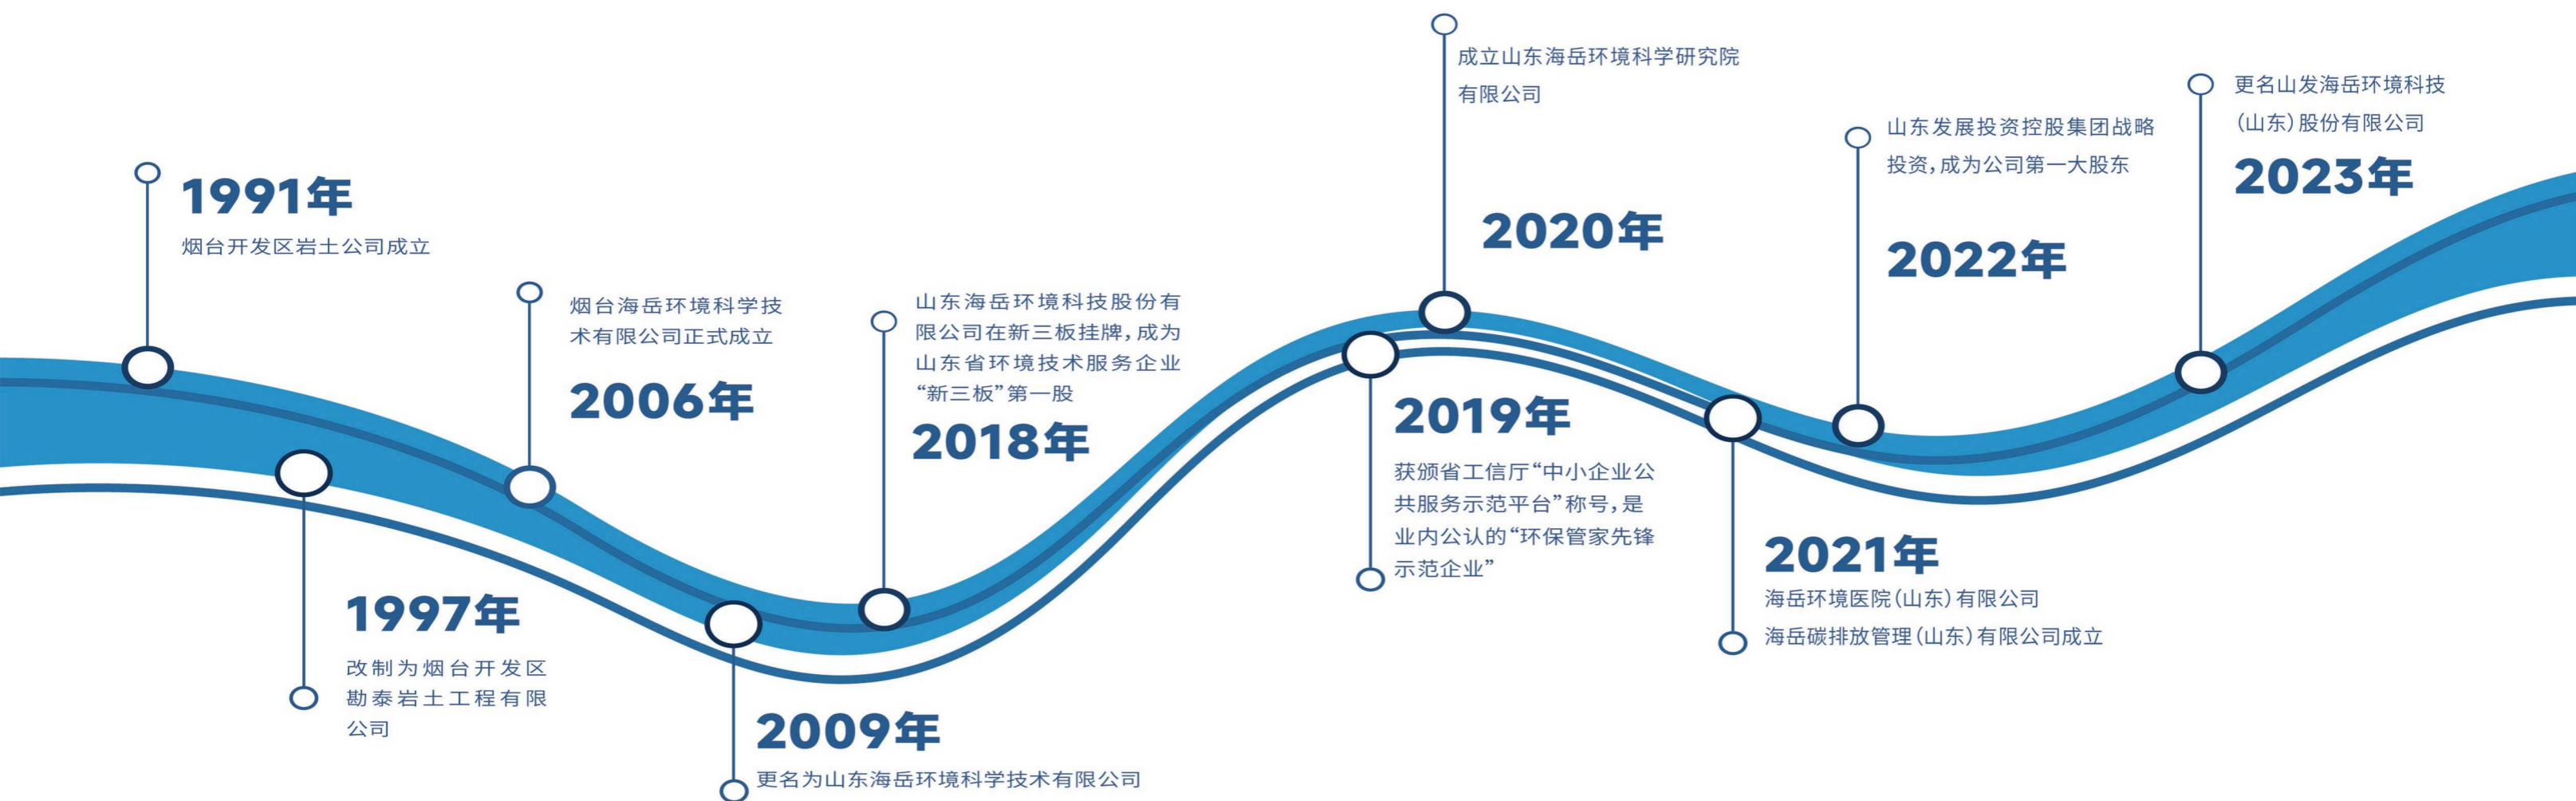 1991年
烟台开发区岩土公司成立
1997年
改制为烟台开发区
勘泰岩土工程有限
公司
烟台海岳环境科学技
术有限公司正式成立
2006年
2009年
更名为山东海岳环境科学技术有限公司
山东海岳环境科技股份有
限公司在新三板挂牌，成为
山东省环境技术服务企业
“新三板”第一股
2018年
2019年
获颁省工信厅“中小企业公
共服务示范平台”称号，是
业内公认的“环保管家先锋
示范企业”
成立山东海岳环境科学研究院
有限公司
2020年
2021年
海岳环境医院（山东）有限公司
海岳碳排放管理（山东）有限公司成立
山东发展投资控股集团战略
投资，成为公司第一大股东
2022年
更名山发海岳环境科技
（山东）股份有限公司
2023年